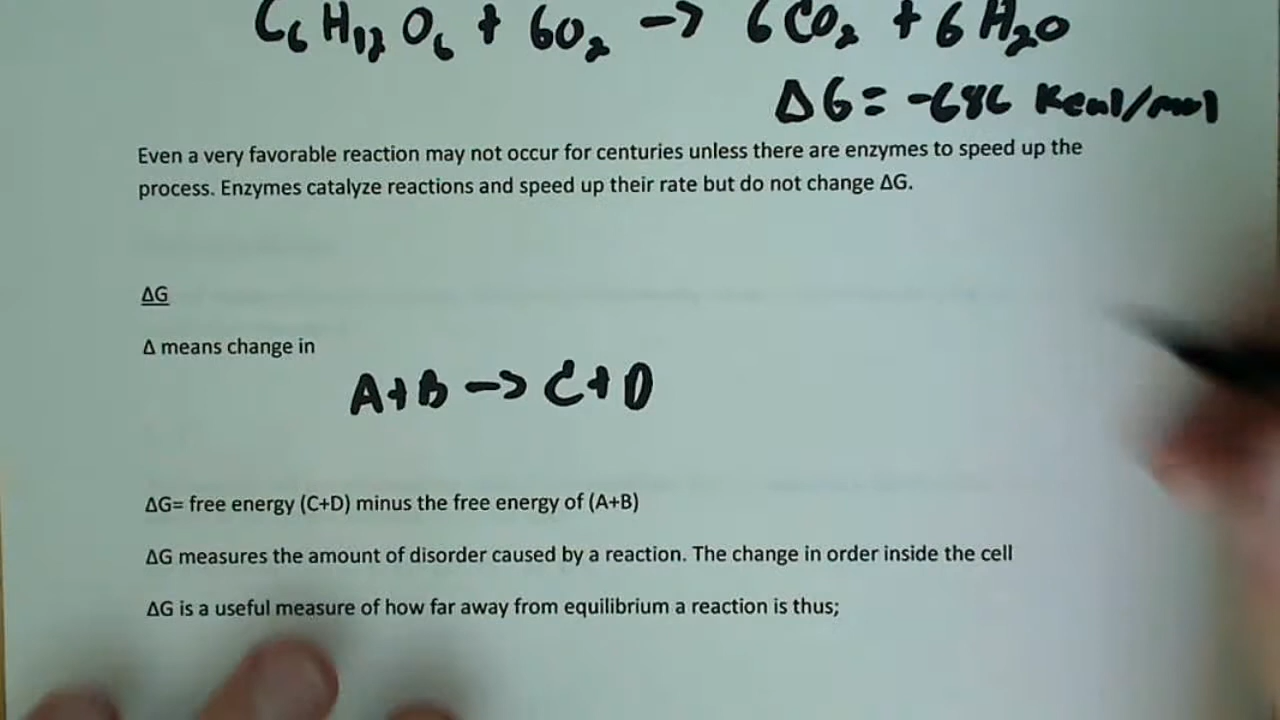 C₆H₁₂O₆ + 6O₂ → 6CO₂ + 6H₂O
ΔG = -686 Kcal/mol
Even a very favorable reaction may not occur for centuries unless there are enzymes to speed up the
process. Enzymes catalyze reactions and speed up their rate but do not change ΔG.
ΔG
Δ means change in
A+B → C+D
ΔG= free energy (C+D) minus the free energy of (A+B)
ΔG measures the amount of disorder caused by a reaction. The change in order inside the cell
ΔG is a useful measure of how far away from equilibrium a reaction is thus;